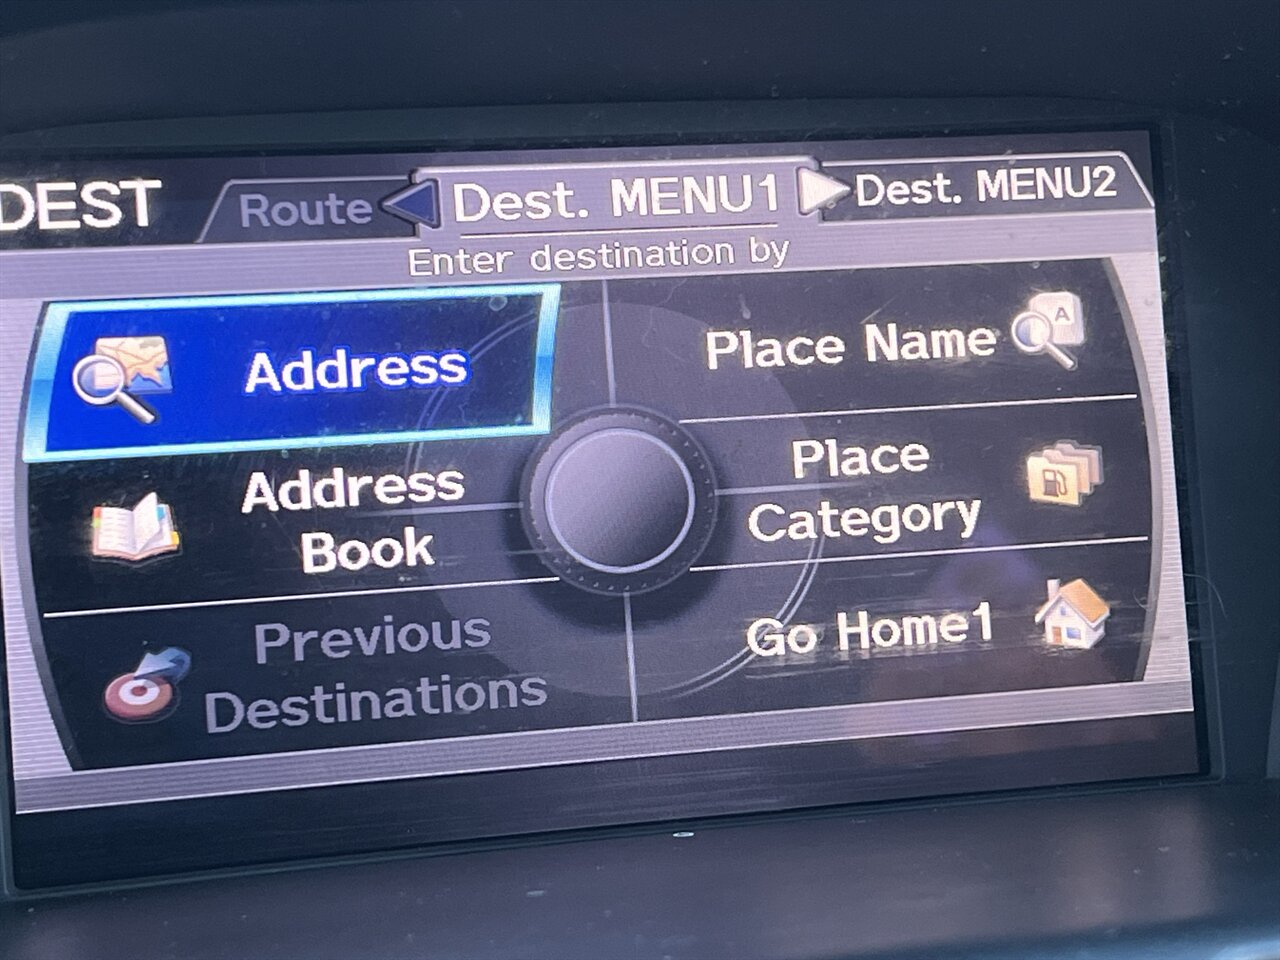 DEST
Route
Dest. MENU1
Dest. MENU2
Enter destination by
Address
Place Name
A
Address
Book
Place
Category
Previous
Destinations
Go Home1